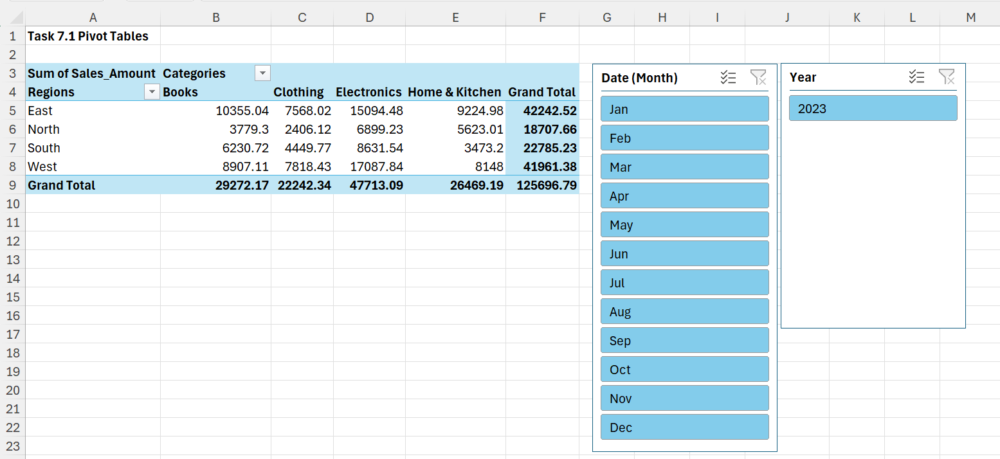 A B C D E F G H I J K L M
1 Task 7.1 Pivot Tables
2
3 Sum of Sales_Amount Categories
4 Regions Books Clothing Electronics Home & Kitchen Grand Total
5 East 10355.04 7568.02 15094.48 9224.98 42242.52
6 North 3779.3 2406.12 6899.23 5623.01 18707.66
7 South 6230.72 4449.77 8631.54 3473.2 22785.23
8 West 8907.11 7818.43 17087.84 8148 41961.38
9 Grand Total 29272.17 22242.34 47713.09 26469.19 125696.79
10
11
12
13
14
15
16
17
18
19
20
21
22
23
Date (Month)
Jan
Feb
Mar
Apr
May
Jun
Jul
Aug
Sep
Oct
Nov
Dec
Year
2023